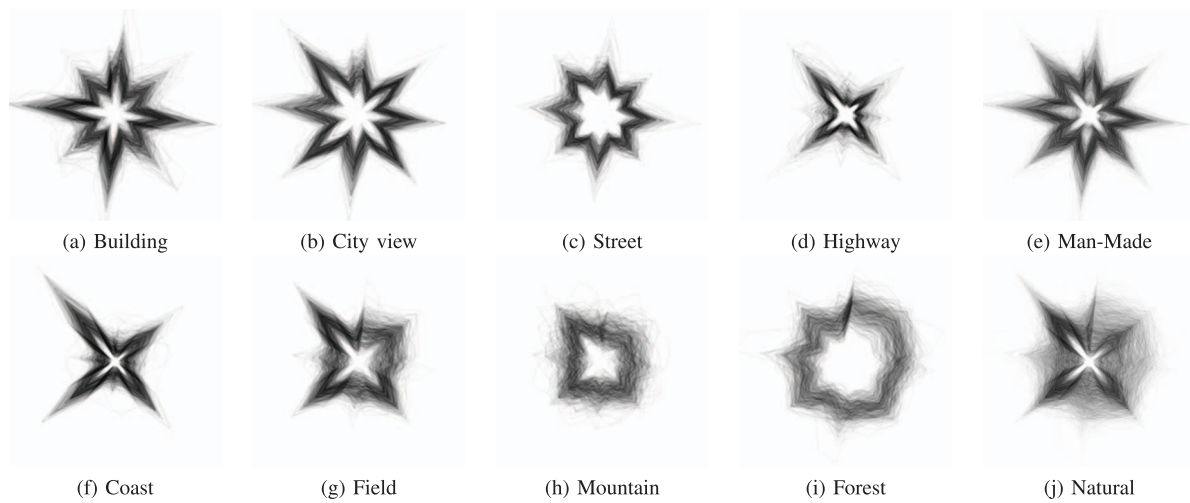 (a) Building
(b) City view
(c) Street
(d) Highway
(e) Man-Made
(f) Coast
(g) Field
(h) Mountain
(i) Forest
(j) Natural